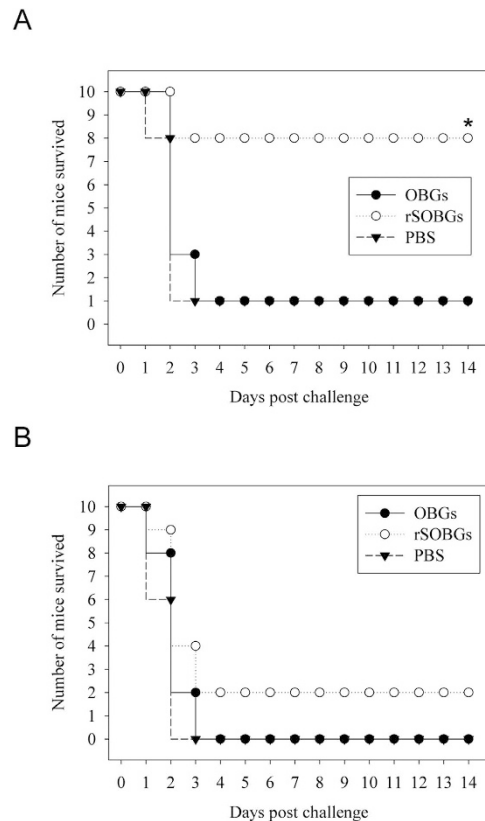 A
Number of mice survived
10
9
8
7
6
5
4
3
2
1
0
*
OBGs
rSOBGs
PBS
0 1 2 3 4 5 6 7 8 9 10 11 12 13 14
Days post challenge
B
Number of mice survived
10
9
8
7
6
5
4
3
2
1
0
OBGs
rSOBGs
PBS
0 1 2 3 4 5 6 7 8 9 10 11 12 13 14
Days post challenge